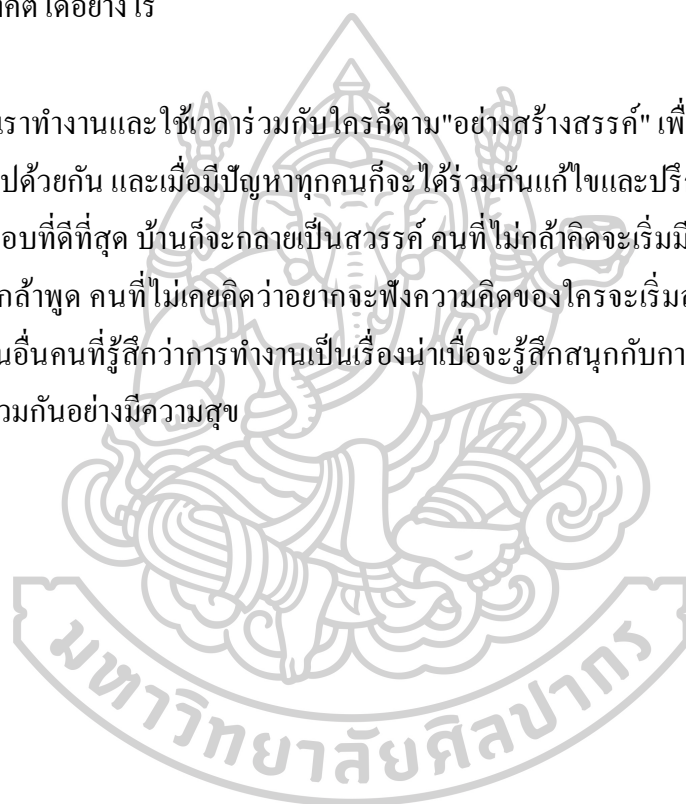 าคต ได้อย่างไร
นเราทำงานและใช้เวลาร่วมกับใครก็ตาม"อย่างสร้างสรรค์" เพื่
ปด้วยกัน และเมื่อมีปัญหาทุกคนก็จะได้ร่วมกันแก้ไขและปรึ
อบที่ดีที่สุด บ้านก็จะกลายเป็นสวรรค์ คนที่ไม่กล้าคิดจะเริ่มมี
กล้าพูด คนที่ไม่เคยคิดว่าอยากจะฟังความคิดของใครจะเริ่ม
นอื่นคนที่รู้สึกว่าการทำงานเป็นเรื่องน่าเบื่อจะรู้สึกสนุกกับกา
วมกันอย่างมีความสุข
มหาวิทยาลัยศิลปากร